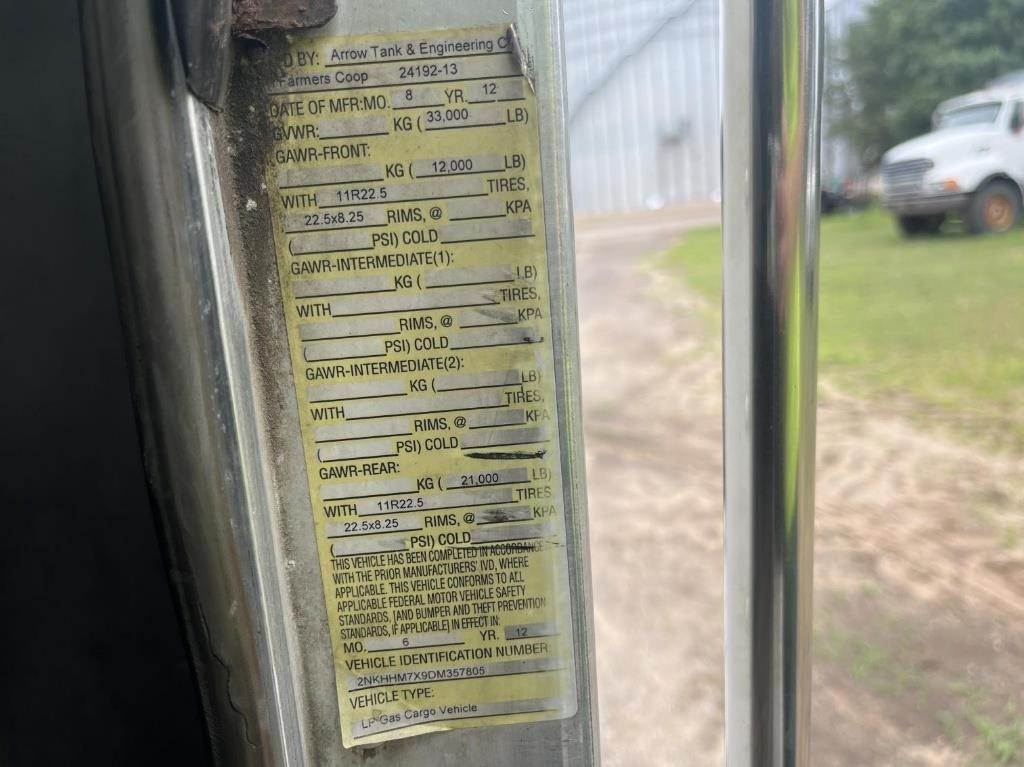 D BY: Arrow Tank & Engineering C
Farmers Coop 24192-13
DATE OF MFR:MO. 8 YR. 12
GVWR: KG ( 33,000 LB)
GAWR-FRONT:
KG ( 12,000 LB)
WITH 11R22.5 TIRES,
22.5x8.25 RIMS, @ KPA
( PSI) COLD
GAWR-INTERMEDIATE(1):
KG ( LB)
WITH TIRES,
RIMS, @ KPA
( PSI) COLD
GAWR-INTERMEDIATE(2):
KG ( LB)
WITH TIRES,
RIMS, @ KPA
( PSI) COLD
GAWR-REAR:
KG ( 21,000 LB)
WITH 11R22.5 TIRES
22.5x8.25 RIMS, @ KPA
( PSI) COLD
THIS VEHICLE HAS BEEN COMPLETED IN ACCORDANCE
WITH THE PRIOR MANUFACTURERS' IVD, WHERE
APPLICABLE. THIS VEHICLE CONFORMS TO ALL
APPLICABLE FEDERAL MOTOR VEHICLE SAFETY
STANDARDS, [AND BUMPER AND THEFT PREVENTION
STANDARDS, IF APPLICABLE] IN EFFECT IN:
MO. 6 YR. 12
VEHICLE IDENTIFICATION NUMBER:
2NKHHM7X9DM357805
VEHICLE TYPE:
LP Gas Cargo Vehicle